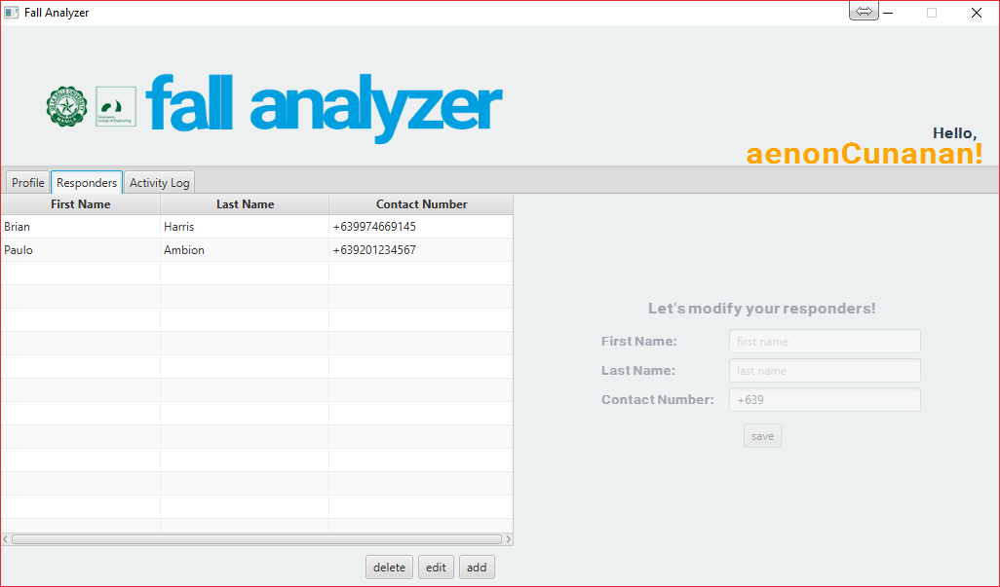 Fall Analyzer
fall analyzer
Hello,
aenonCunanan!
Profile Responders Activity Log
First Name Last Name Contact Number
Brian Harris +639974669145
Paulo Ambion +639201234567
Let's modify your responders!
First Name: first name
Last Name: last name
Contact Number: +639
save
delete edit add